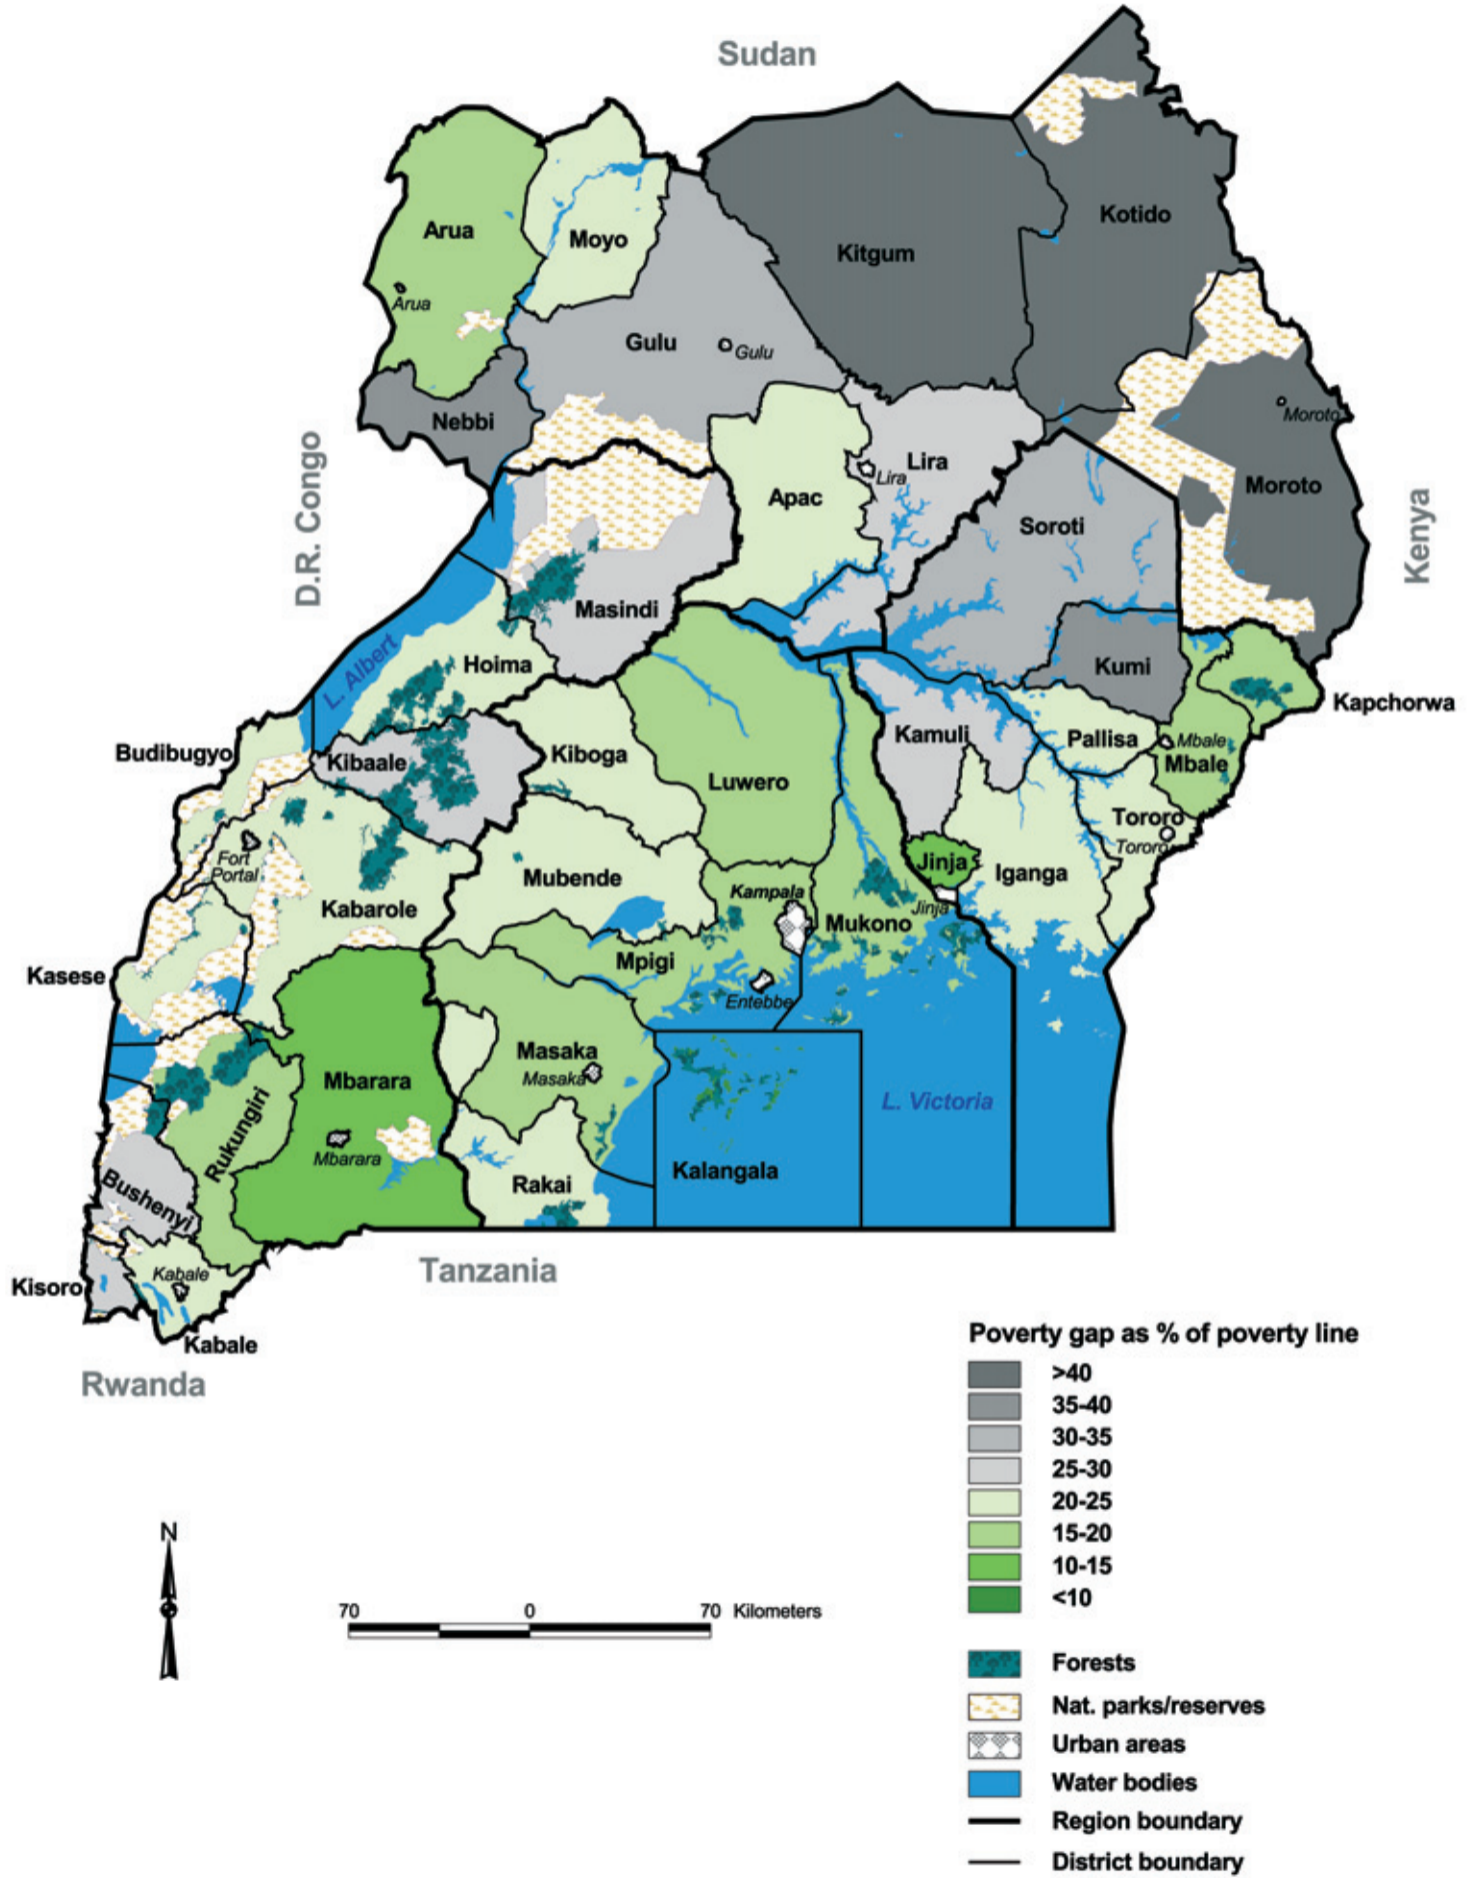 Sudan
Kotido
Arua
Moyo
Kitgum
Arua
Gulu
Gulu
Nebbi
Moroto
D.R. Congo
Lira
Lira
Apac
Moroto
Soroti
Kenya
Masindi
L. Albert
Hoima
Kumi
Kapchorwa
Budibugyo
Kibaale
Kiboga
Kamuli
Pallisa
Mbale
Mbale
Luwero
Tororo
Tororo
Fort
Portal
Jinja
Iganga
Mubende
Kampala
Kabarole
Jinja
Mukono
Kasese
Mpigi
Entebbe
Masaka
Masaka
Mbarara
L. Victoria
Rukungiri
Mbarara
Kalangala
Rakai
Bushenyi
Tanzania
Kabale
Kisoro
Kabale
Rwanda
Poverty gap as % of poverty line
>40
35-40
30-35
25-30
20-25
15-20
10-15
<10
N
70 0 70 Kilometers
Forests
Nat. parks/reserves
Urban areas
Water bodies
Region boundary
District boundary